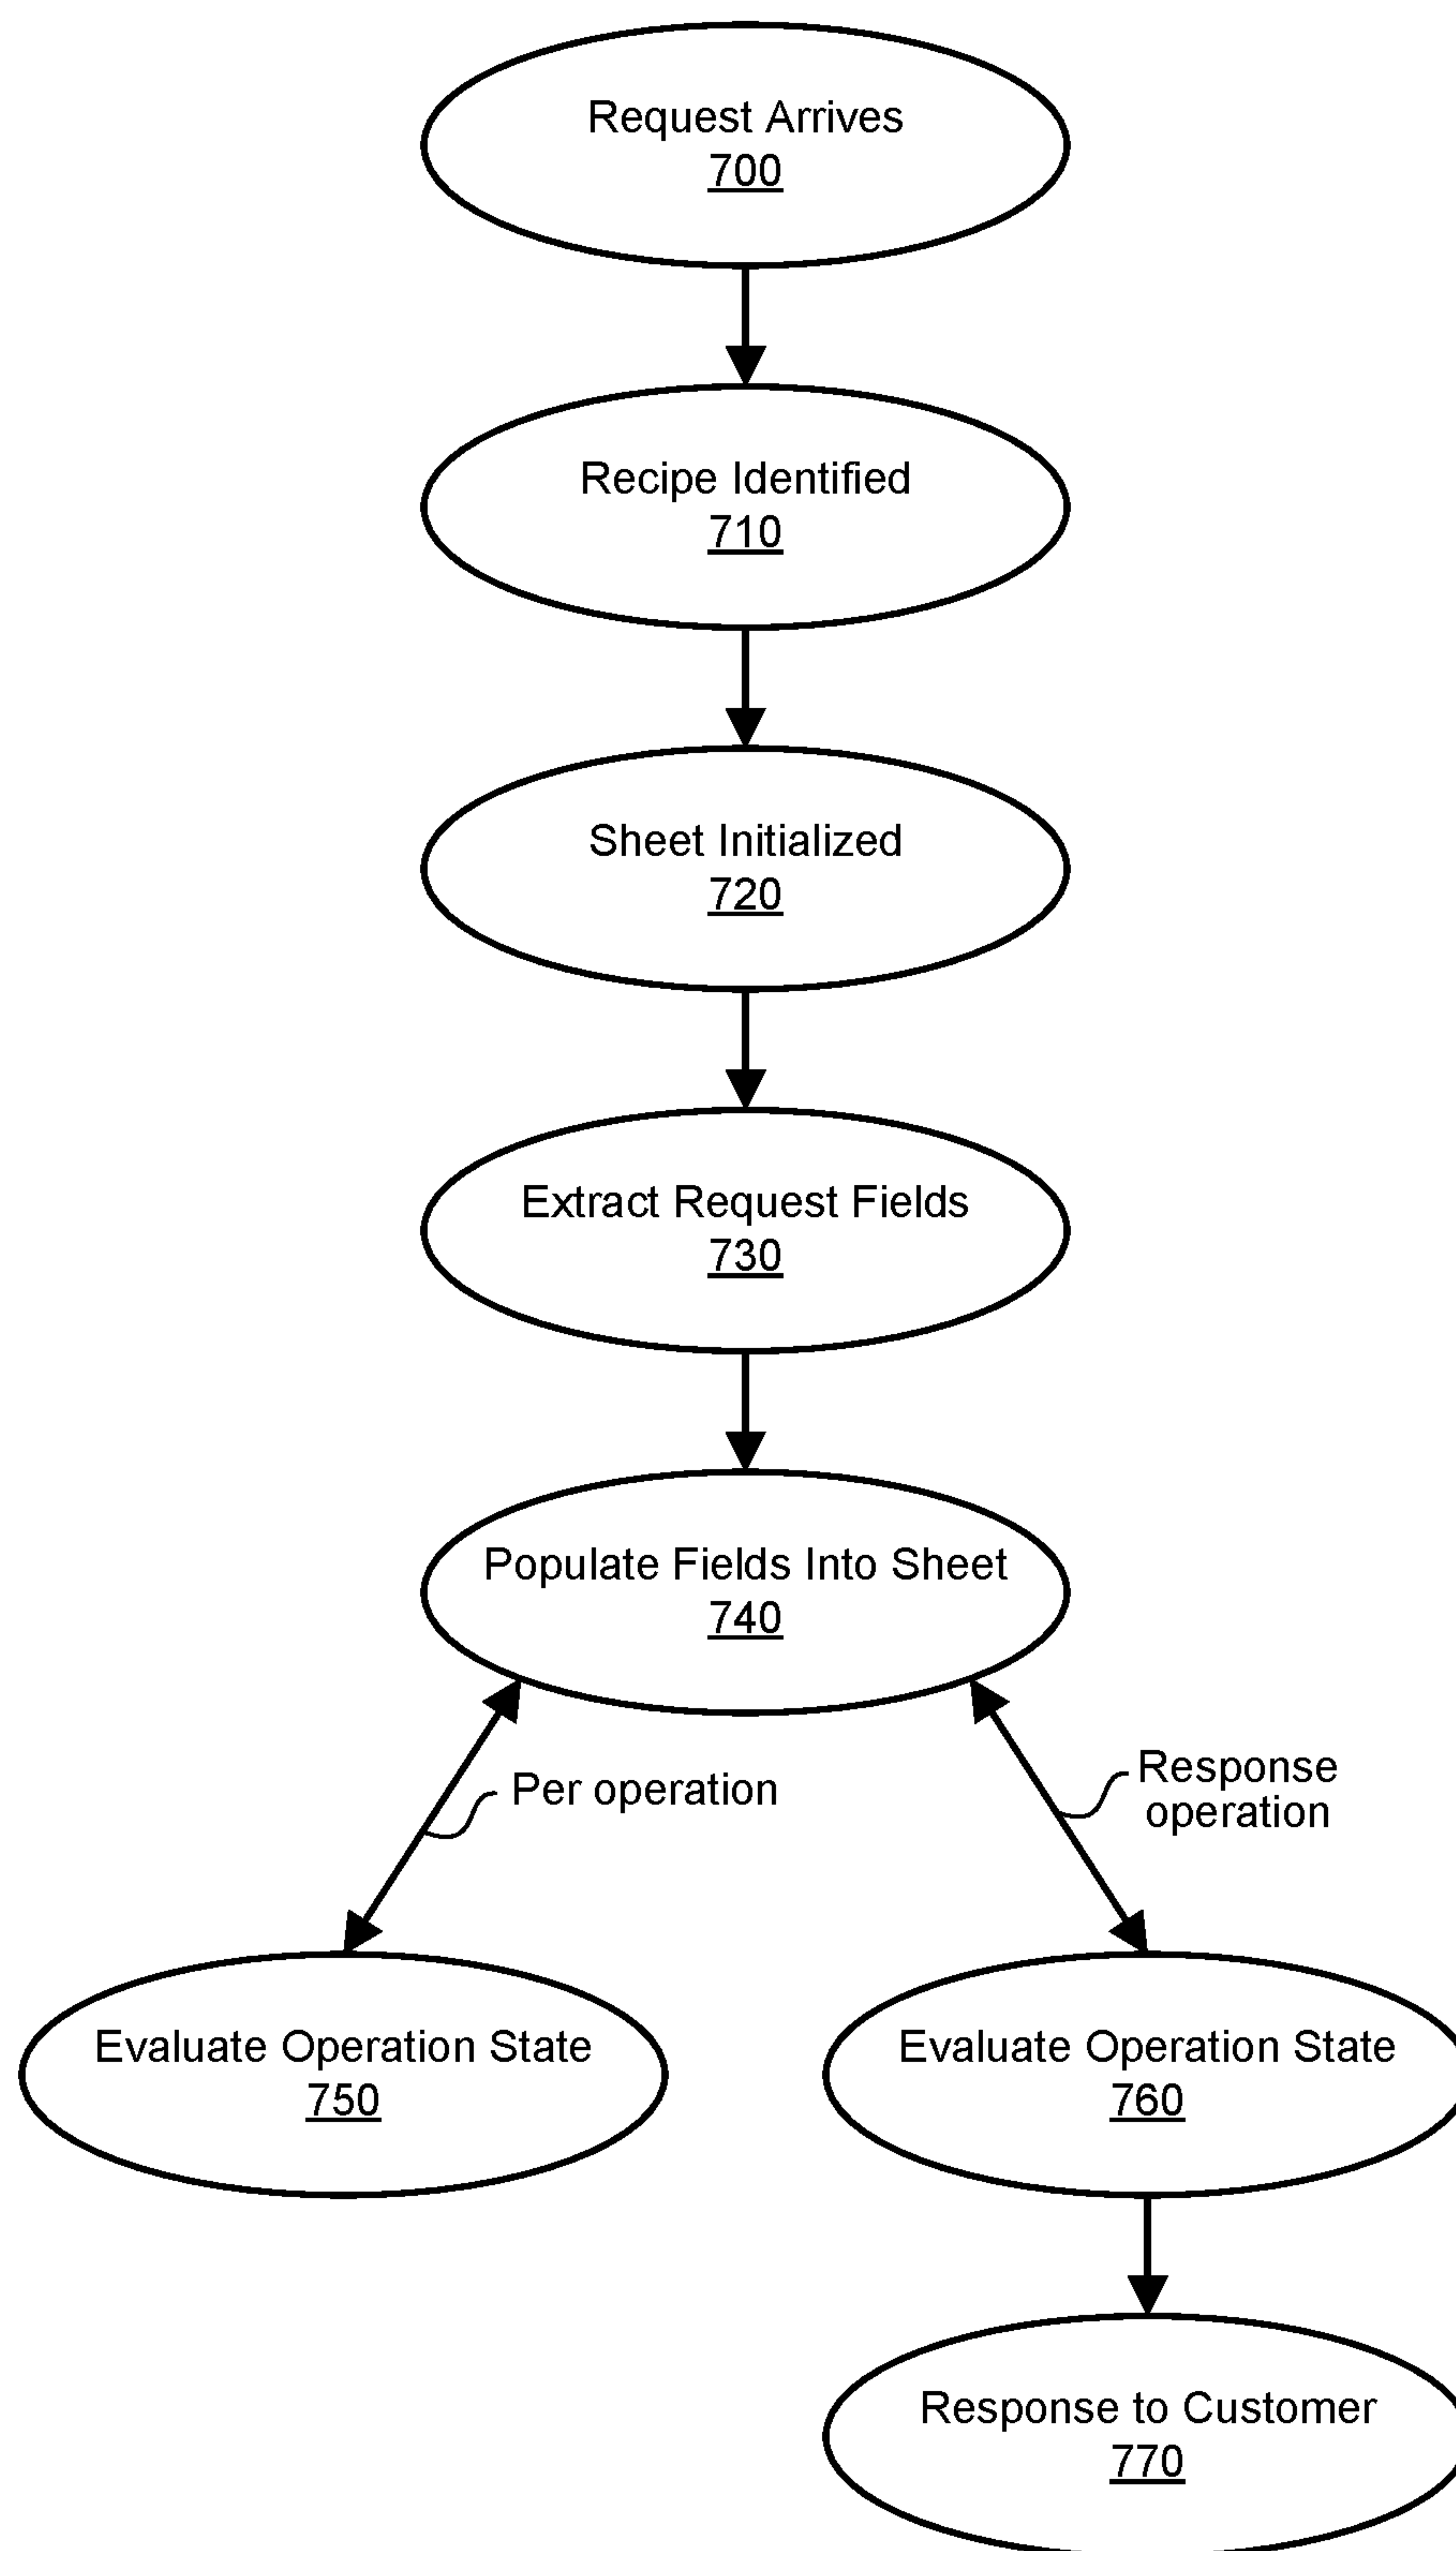 Request Arrives
700
Recipe Identified
710
Sheet Initialized
720
Extract Request Fields
730
Populate Fields Into Sheet
740
Per operation
Response
operation
Evaluate Operation State
750
Evaluate Operation State
760
Response to Customer
770